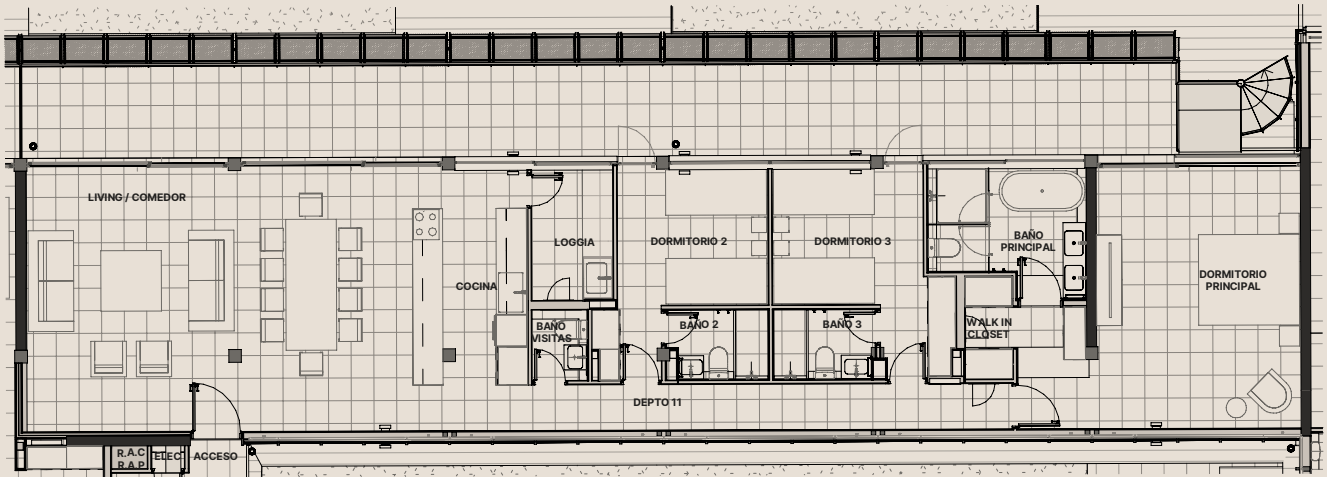 LIVING / COMEDOR
COCINA
LOGGIA
DORMITORIO 2
DORMITORIO 3
BAÑO
PRINCIPAL
DORMITORIO
PRINCIPAL
BAÑO
VISITAS
BAÑO 2
BAÑO 3
WALK IN
CLOSET
DEPTO 11
R.A.C
R.A.P
ELEC
ACCESO